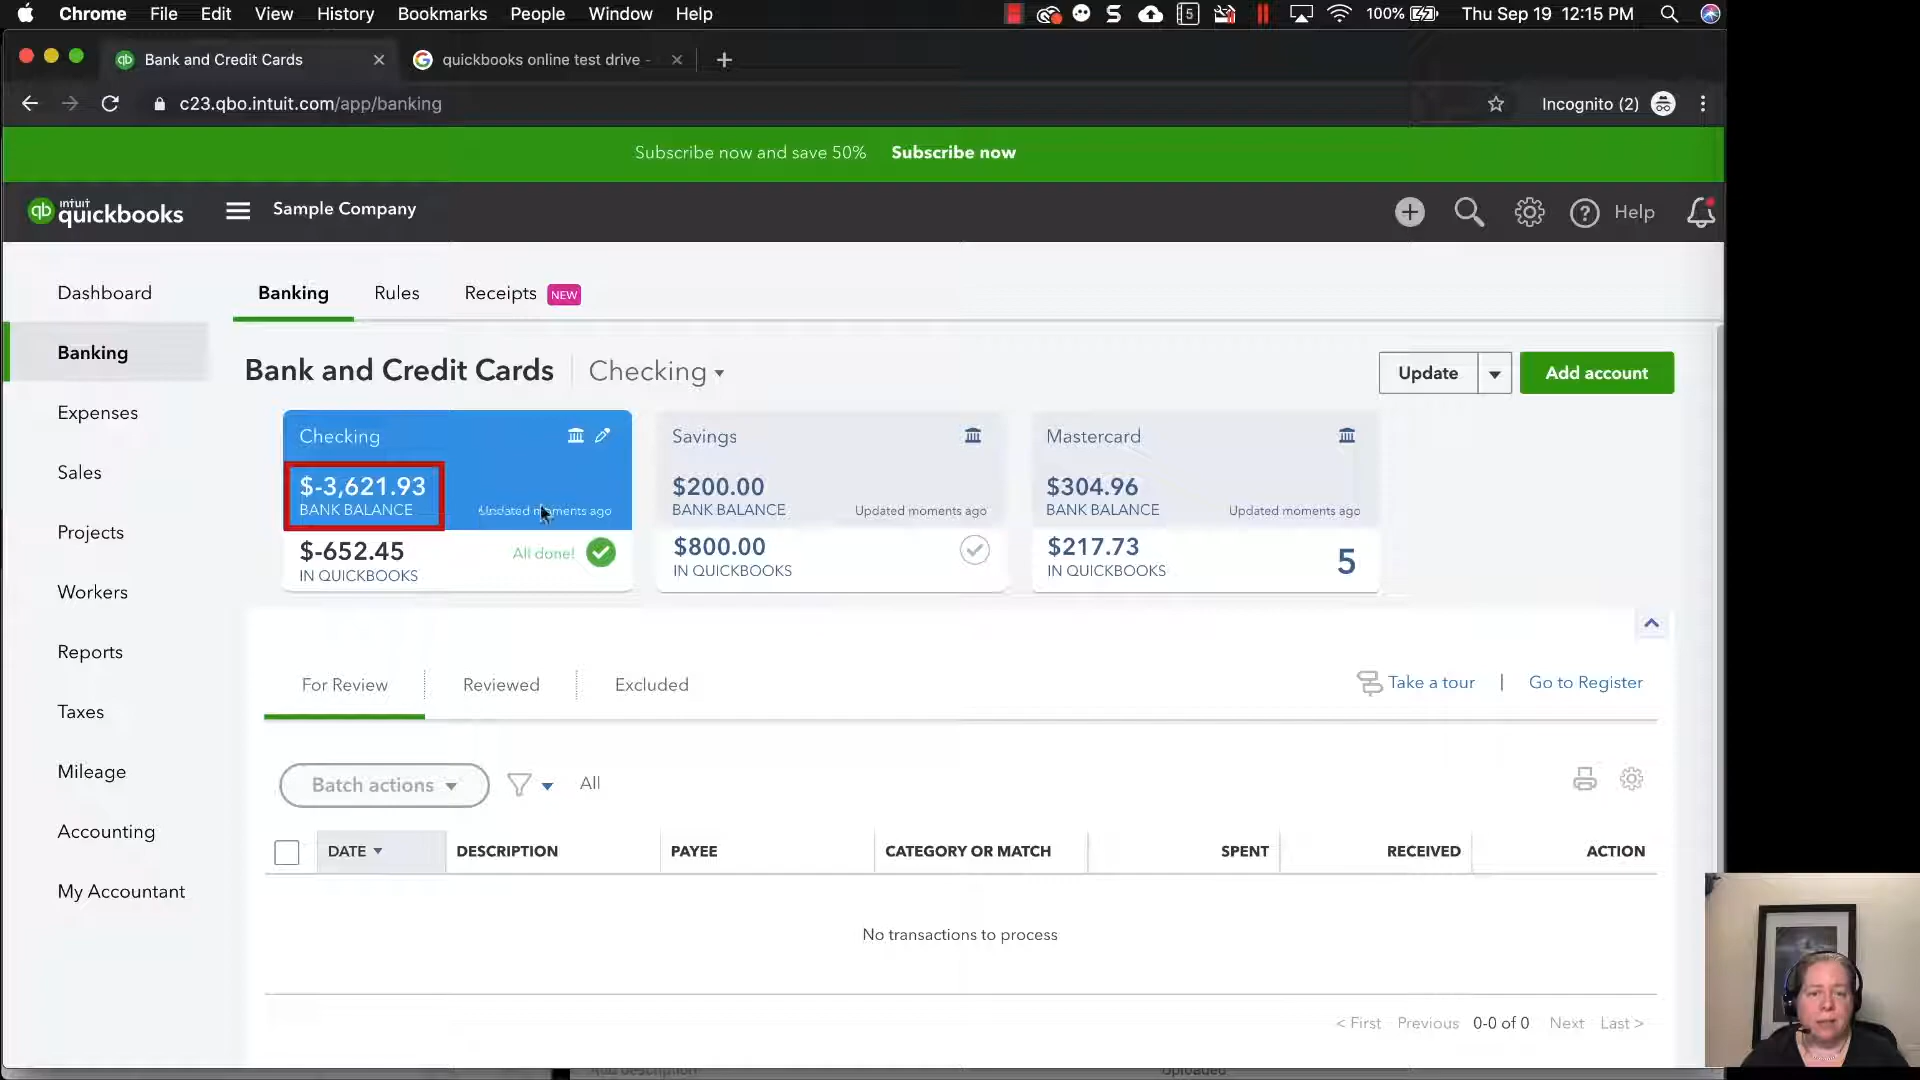 Chrome File Edit View History Bookmarks People Window Help 100% Thu Sep 19 12:15 PM
Bank and Credit Cards quickbooks online test drive -
c23.qbo.intuit.com/app/banking Incognito (2)
Subscribe now and save 50% Subscribe now
qb intuit quickbooks Sample Company Help
Dashboard Banking Rules Receipts NEW
Banking
Bank and Credit Cards Checking Update Add account
Expenses
Checking Savings Mastercard
Sales
$-3,621.93 $200.00 $304.96
BANK BALANCE Updated moments ago BANK BALANCE Updated moments ago BANK BALANCE Updated moments ago
Projects
$-652.45 All done! $800.00 $217.73 5
IN QUICKBOOKS IN QUICKBOOKS IN QUICKBOOKS
Workers
Reports
For Review Reviewed Excluded Take a tour | Go to Register
Taxes
Mileage
Batch actions All
Accounting
DATE DESCRIPTION PAYEE CATEGORY OR MATCH SPENT RECEIVED ACTION
My Accountant
No transactions to process
< First Previous 0-0 of 0 Next Last >